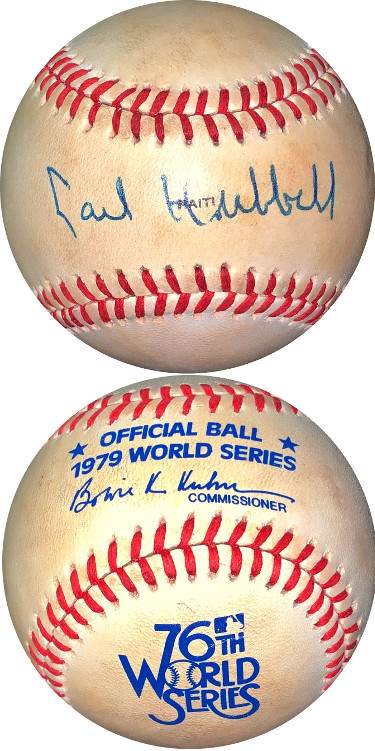 Carl Hubbell
HAITI
OFFICIAL BALL
1979 WORLD SERIES
Bowie K Kuhn
COMMISSIONER
76TH
WORLD
SERIES